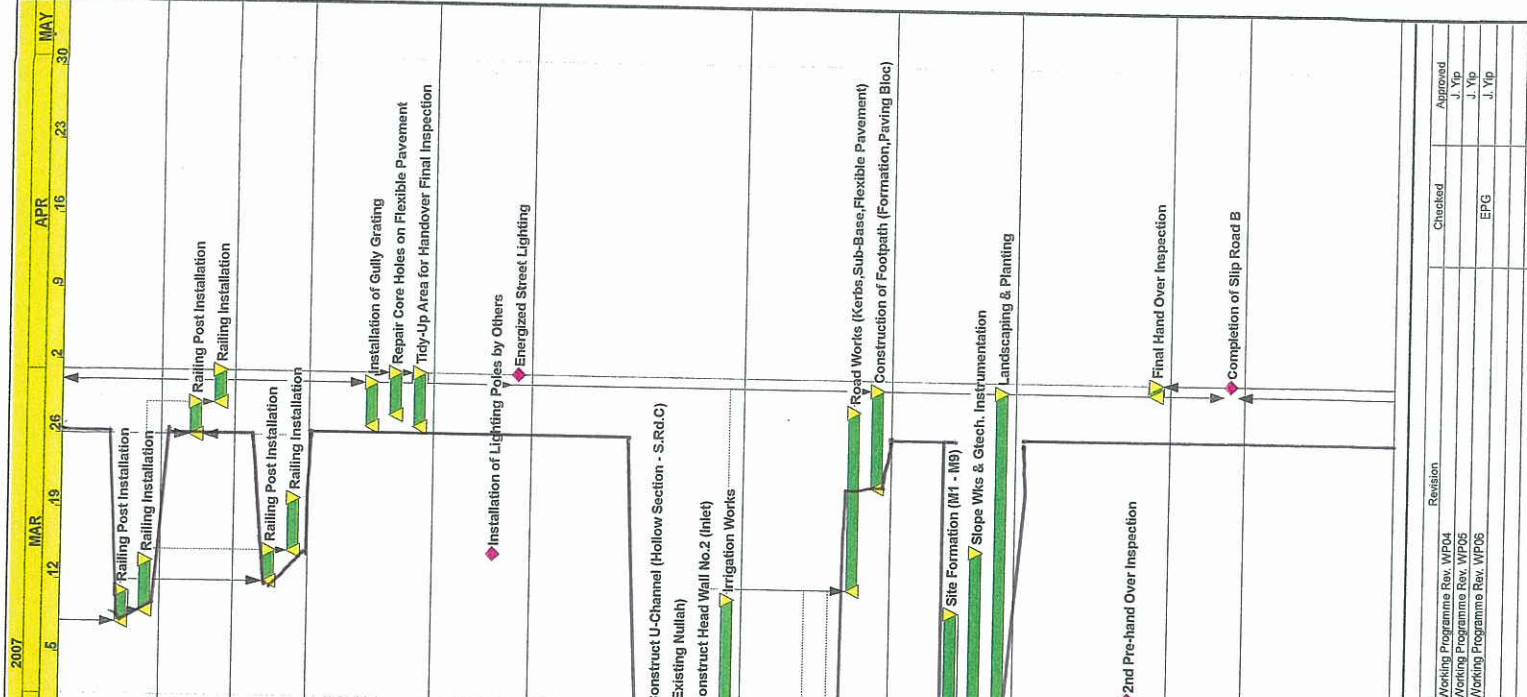 2007
MAR
APR
MAY
5
12
19
26
2
9
16
23
30
Railing Post Installation
Railing Installation
Railing Post Installation
Railing Installation
Railing Post Installation
Railing Installation
Installation of Gully Grating
Repair Core Holes on Flexible Pavement
Tidy-Up Area for Handover Final Inspection
Installation of Lighting Poles by Others
Energized Street Lighting
onstruct U-Channel (Hollow Section - S.Rd.C)
Existing Nullah)
onstruct Head Wall No.2 (Inlet)
Irrigation Works
Road Works (Kerbs,Sub-Base,Flexible Pavement)
Construction of Footpath (Formation,Paving Bloc)
Site Formation (M1 - M9)
Slope Wks & Gtech. Instrumentation
Landscaping & Planting
2nd Pre-hand Over Inspection
Final Hand Over Inspection
Completion of Slip Road B
Revision Checked Approved
Working Programme Rev. WP04 J. Yip
Working Programme Rev. WP05 J. Yip
Working Programme Rev. WP06 EPG J. Yip